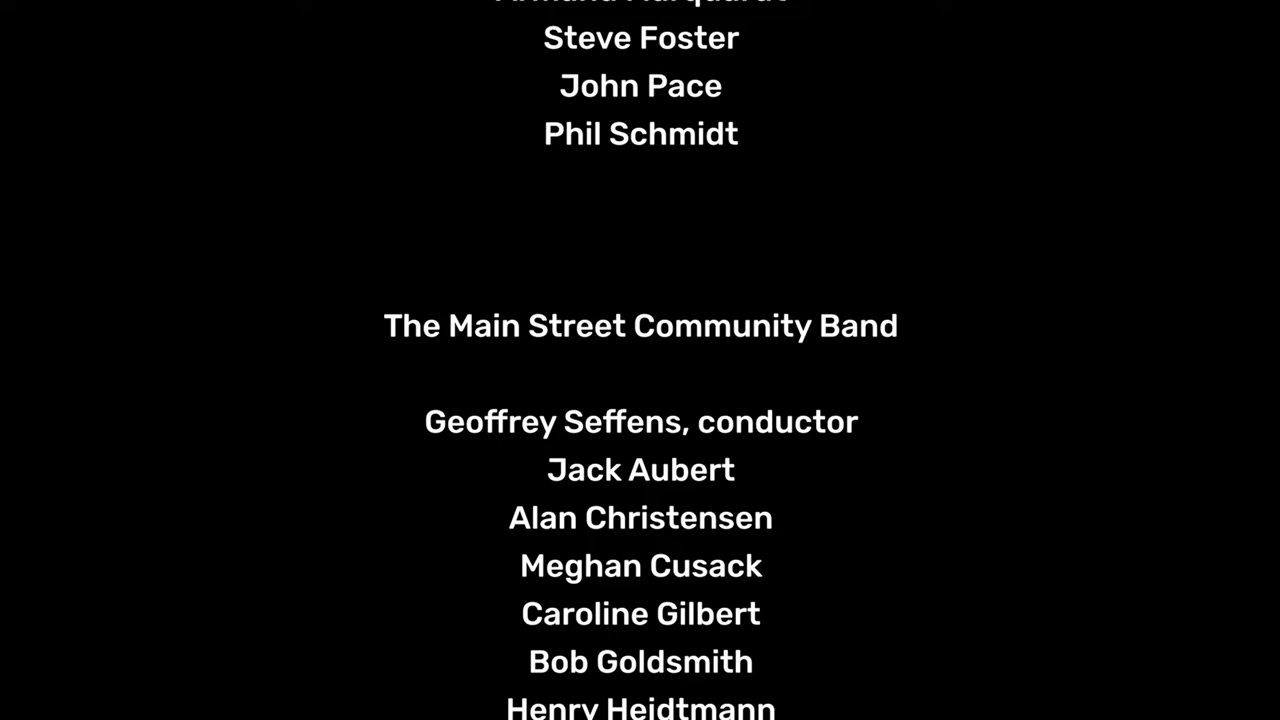 Steve Foster
John Pace
Phil Schmidt
The Main Street Community Band
Geoffrey Seffens, conductor
Jack Aubert
Alan Christensen
Meghan Cusack
Caroline Gilbert
Bob Goldsmith
Henry Heidtmann